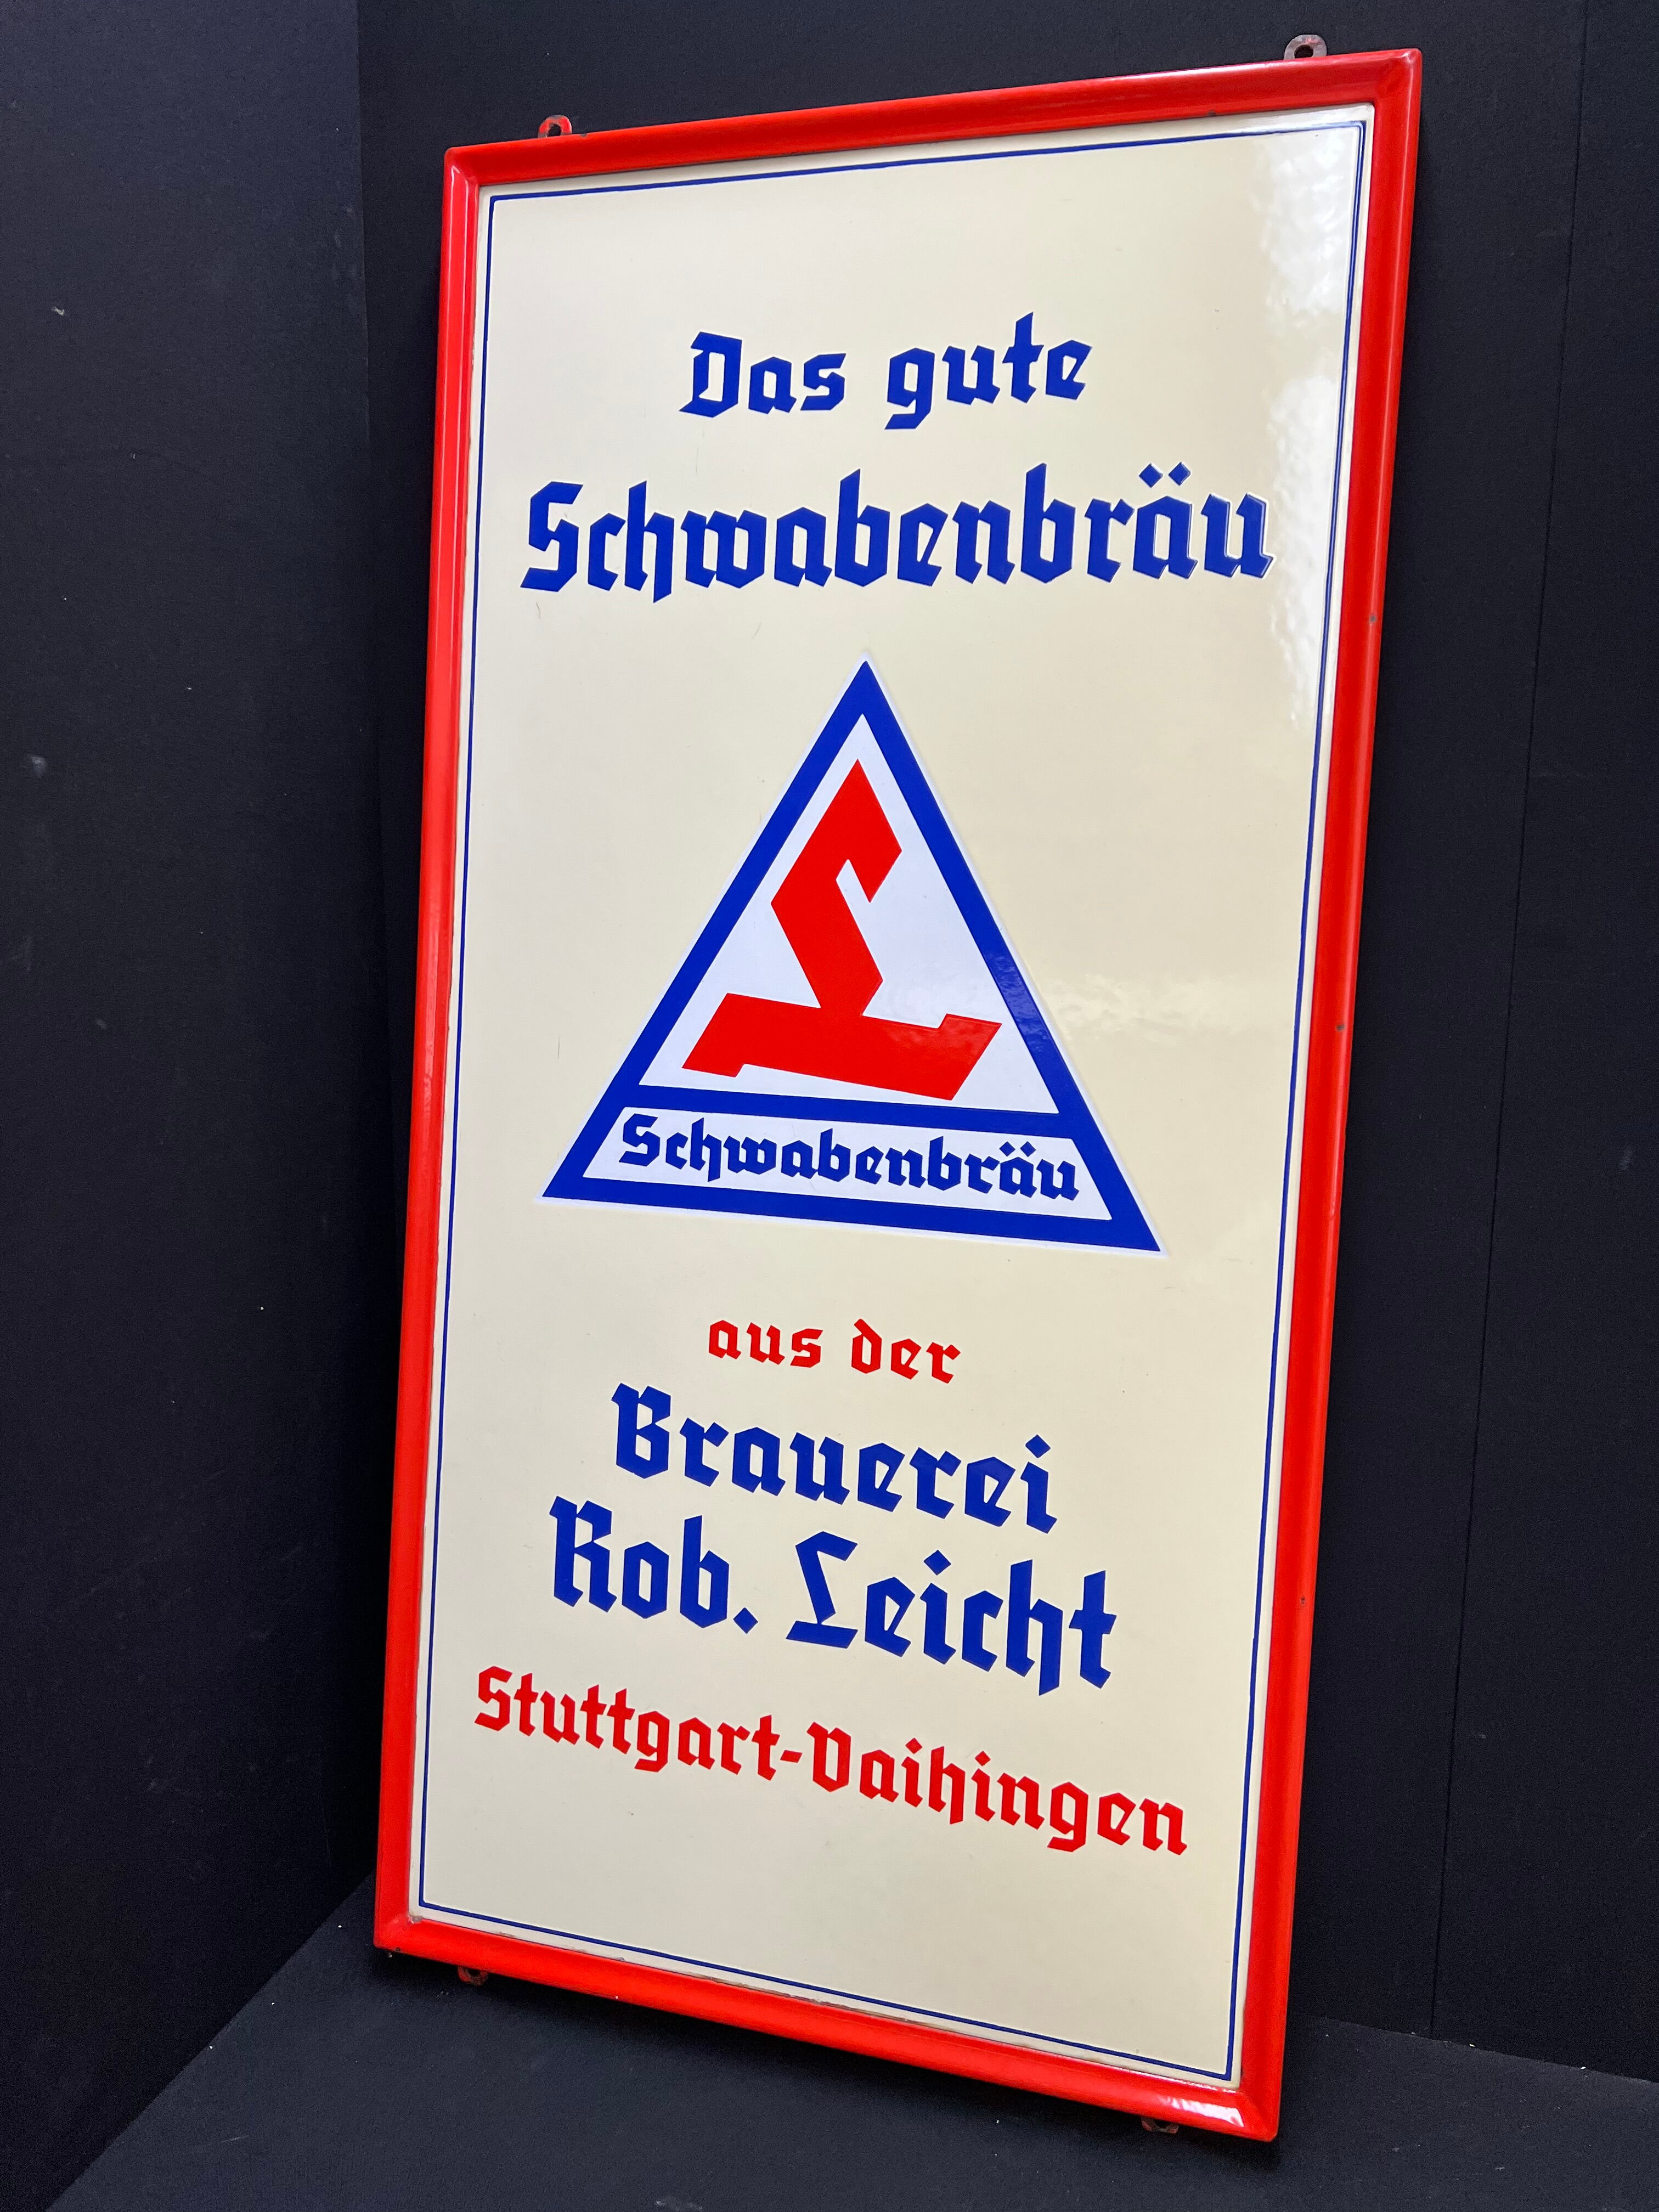 Das gute
Schwabenbräu
L
Schwabenbräu
aus der
Brauerei
Rob. Leicht
Stuttgart-Vaihingen